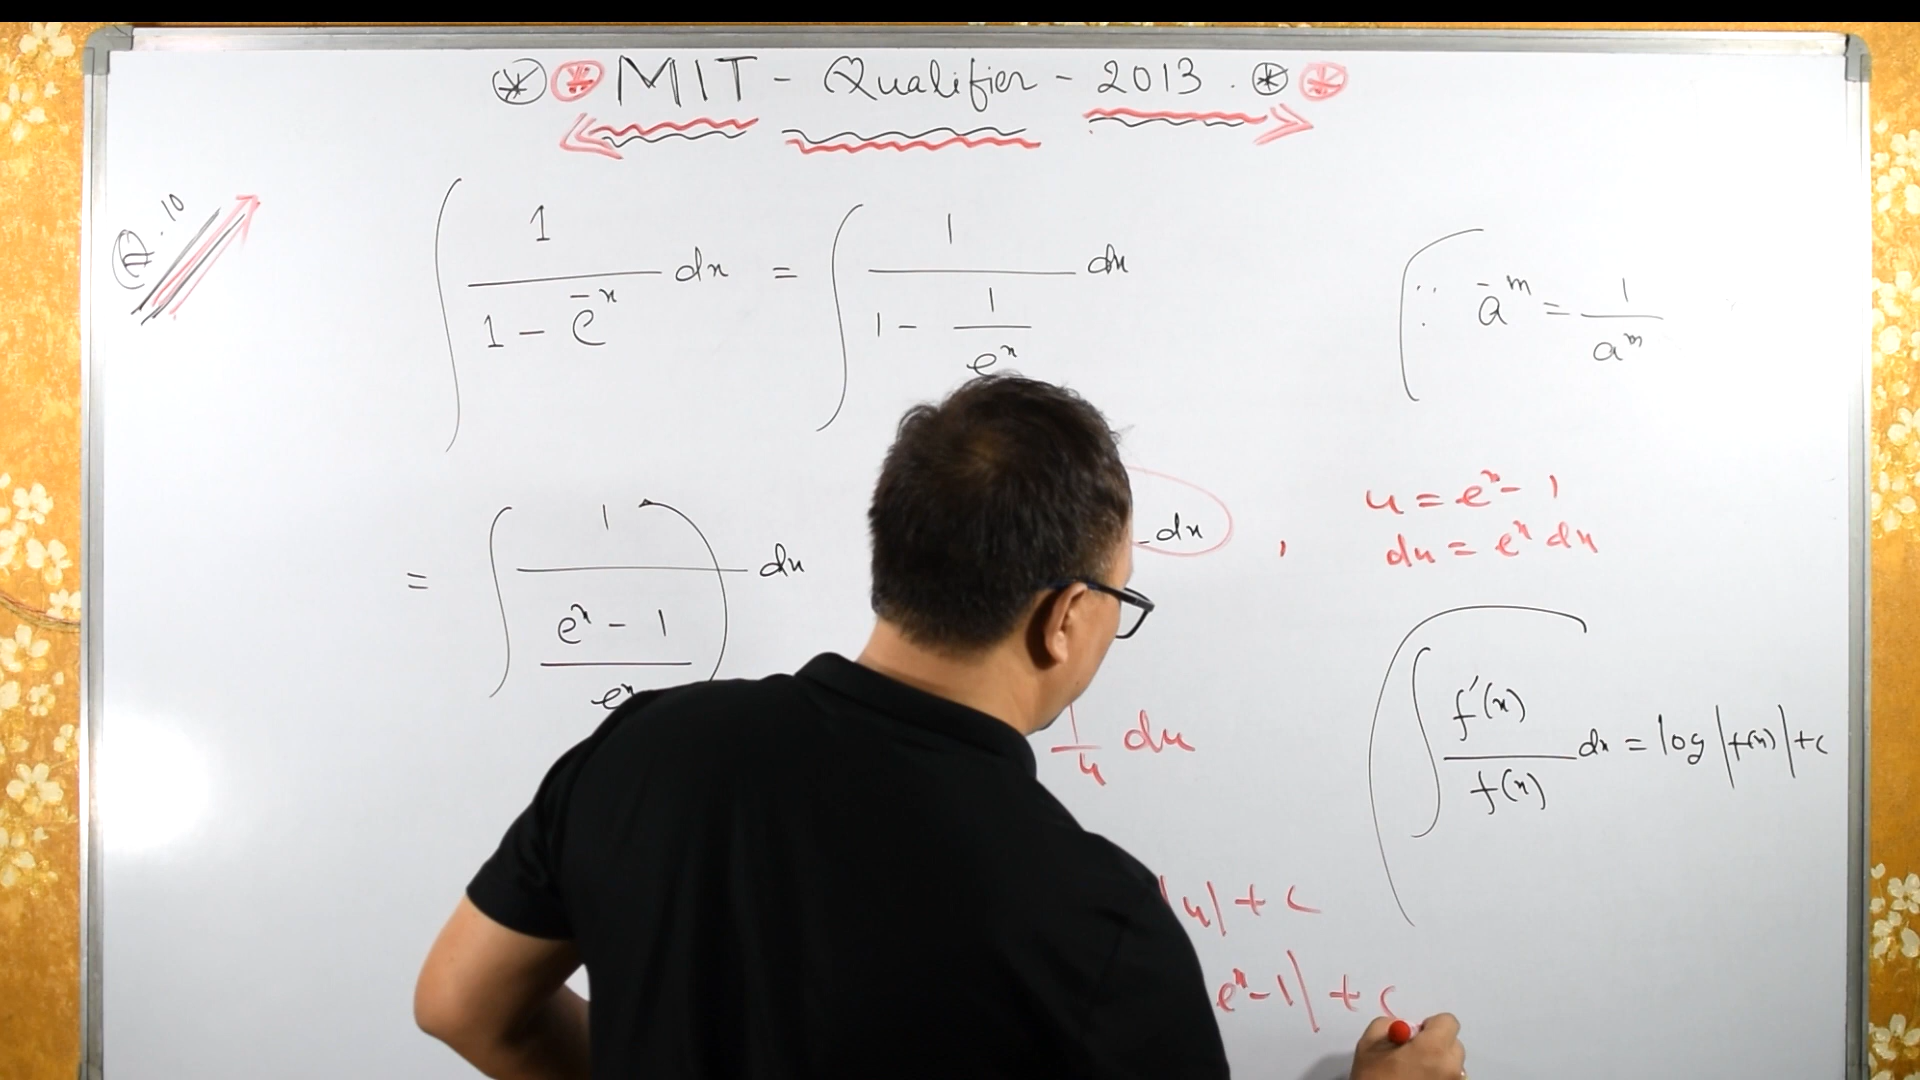 MIT - Qualifier - 2013.
Q.10
∫ 1/(1 - e^-x) dx = ∫ 1/(1 - 1/e^x) dx
∵ a^-m = 1/a^m
= ∫ 1/((e^x - 1)/e^x) dx
dx ,
u = e^x - 1
du = e^x dx
1/u du
∫ f'(x)/f(x) dx = log |f(x)| + c
|u| + c
e^x - 1| + c